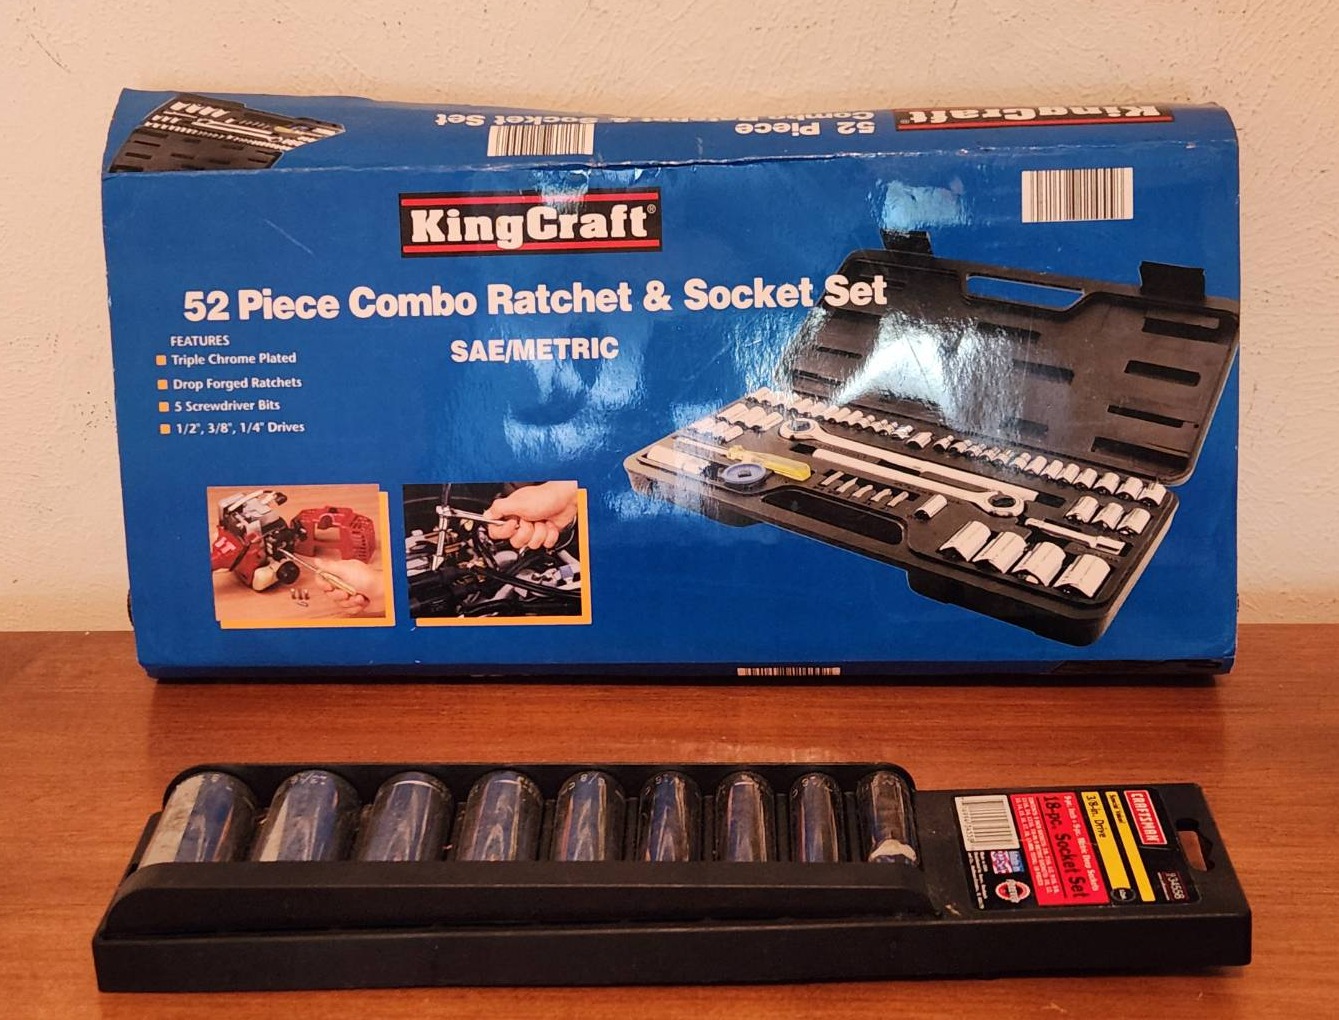 KingCraft®
52 Piece
Combo Ratchet & Socket Set
KingCraft®
52 Piece Combo Ratchet & Socket Set
SAE/METRIC
FEATURES
Triple Chrome Plated
Drop Forged Ratchets
5 Screwdriver Bits
1/2", 3/8", 1/4" Drives
CRAFTSMAN
3/8-in. Drive
18-pc. Socket Set